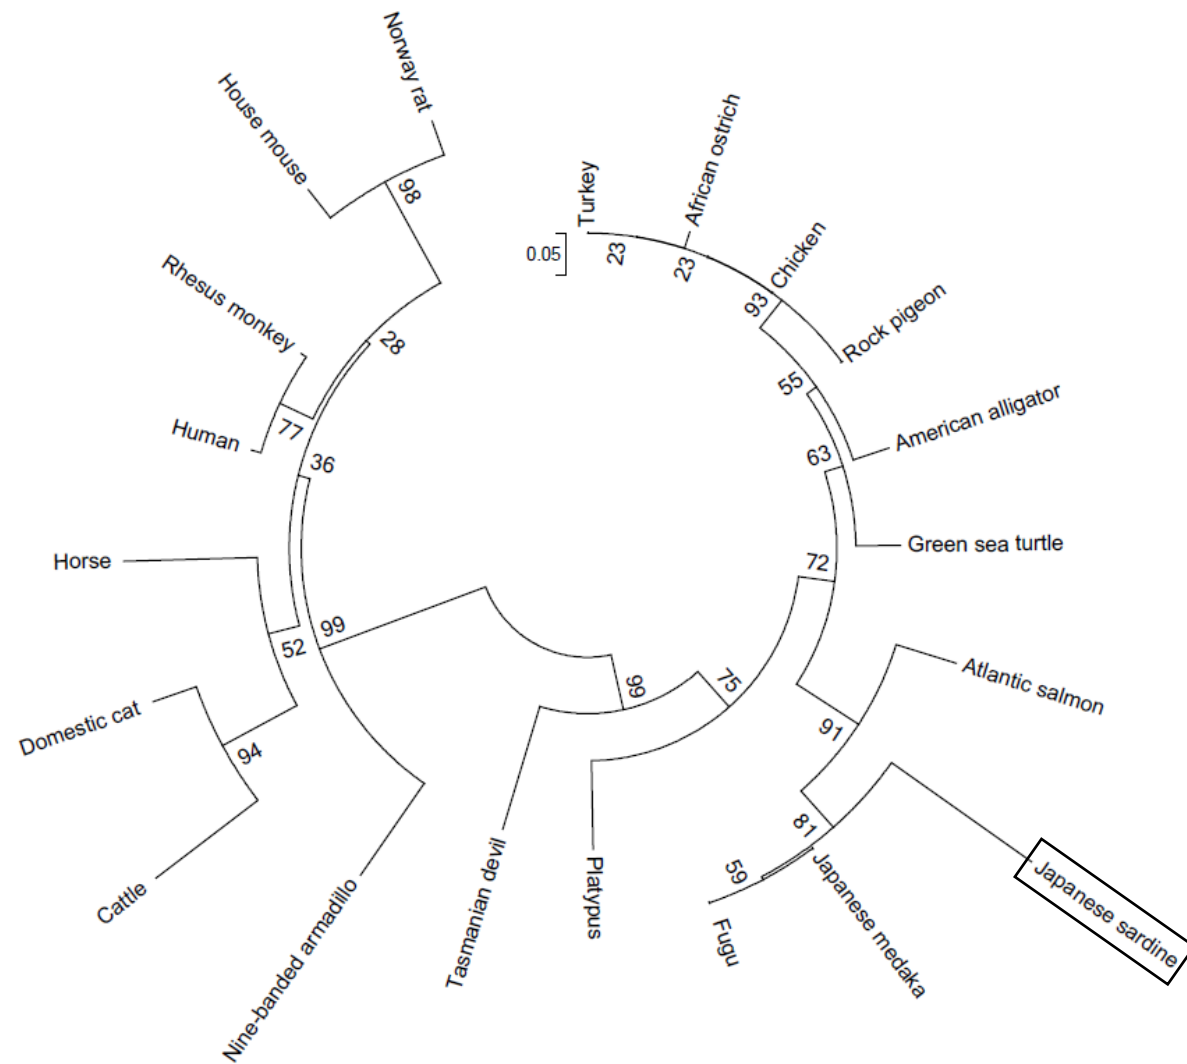 Norway rat
House mouse
98
Rhesus monkey
28
Human
77
36
Horse
52
99
Domestic cat
94
Cattle
Nine-banded armadillo
Tasmanian devil
99
Platypus
75
Fugu
59
Japanese medaka
81
Japanese sardine
91
Atlantic salmon
72
Green sea turtle
63
American alligator
55
Rock pigeon
93
Chicken
23
African ostrich
23
Turkey
0.05